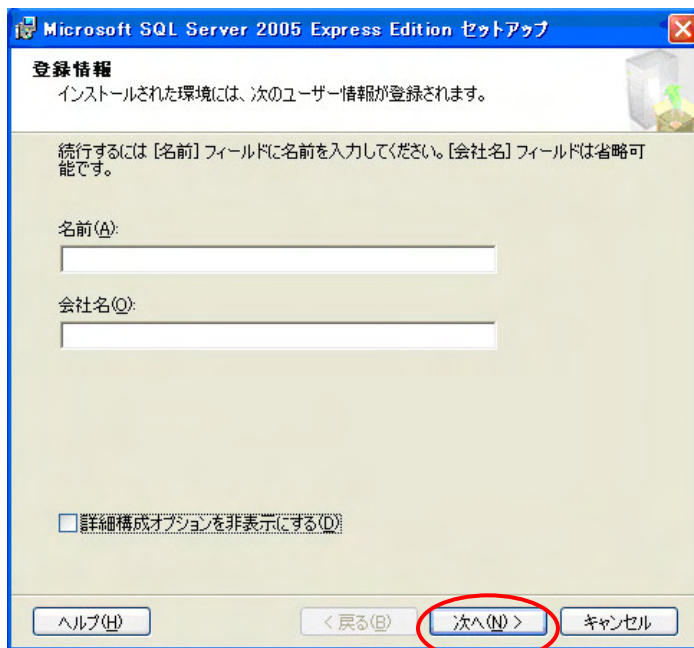 Microsoft SQL Server 2005 Express Edition セットアップ
登録情報
インストールされた環境には、次のユーザー情報が登録されます。
続行するには [名前] フィールドに名前を入力してください。[会社名] フィールドは省略可
能です。
名前(A):
会社名(O):
詳細構成オプションを非表示にする(D)
ヘルプ(H) < 戻る(B) 次へ(N) > キャンセル